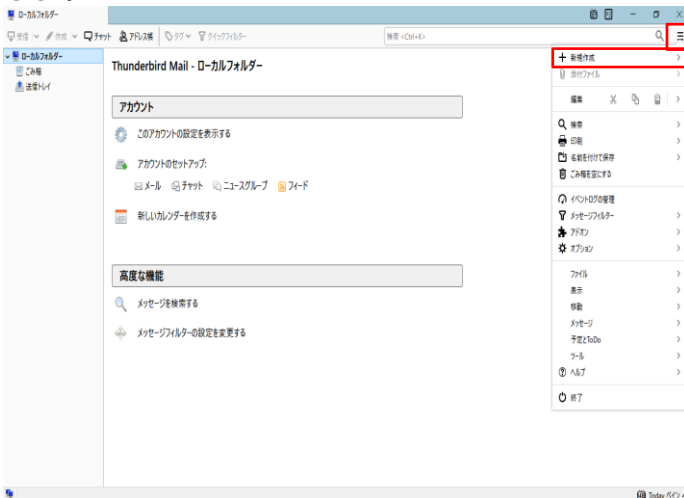 ローカルフォルダー
受信 作成 チャット アドレス帳 タグ クイックフィルター 検索 <Ctrl+K>
ローカルフォルダー
ごみ箱
送信トレイ
Thunderbird Mail - ローカルフォルダー
アカウント
このアカウントの設定を表示する
アカウントのセットアップ:
メール チャット ニュースグループ フィード
新しいカレンダーを作成する
高度な機能
メッセージを検索する
メッセージフィルターの設定を変更する
新規作成
添付ファイル
編集
検索
印刷
名前を付けて保存
ごみ箱を空にする
イベントログの管理
メッセージフィルター
アドオン
オプション
ファイル
表示
移動
メッセージ
予定とToDo
ツール
ヘルプ
終了
Today ペイン